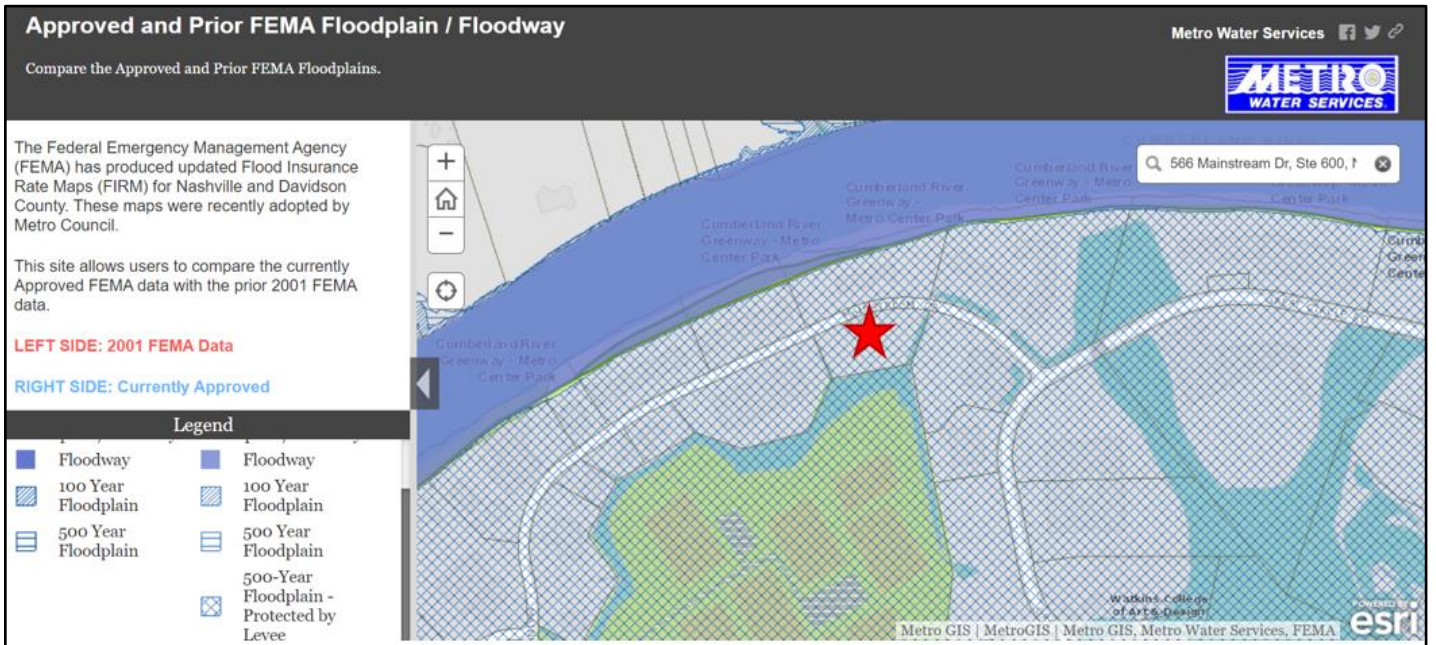 Approved and Prior FEMA Floodplain / Floodway
Compare the Approved and Prior FEMA Floodplains.
Metro Water Services
METRO
WATER SERVICES
The Federal Emergency Management Agency
(FEMA) has produced updated Flood Insurance
Rate Maps (FIRM) for Nashville and Davidson
County. These maps were recently adopted by
Metro Council.
This site allows users to compare the currently
Approved FEMA data with the prior 2001 FEMA
data.
LEFT SIDE: 2001 FEMA Data
RIGHT SIDE: Currently Approved
Legend
Floodway
Floodway
100 Year
Floodplain
100 Year
Floodplain
500 Year
Floodplain
500 Year
Floodplain
500-Year
Floodplain -
Protected by
Levee
566 Mainstream Dr, Ste 600,
Cumberland River
Greenway - Metro
Center Park
Cumberland River
Greenway -
Metro Center Park
Cumberland River
Greenway - Metro
Center Park
Center Park
Cumberland River
Greenway - Metro
Center Park
Watkins College
of Art & Design
Metro GIS | MetroGIS | Metro GIS, Metro Water Services, FEMA
POWERED BY
esri